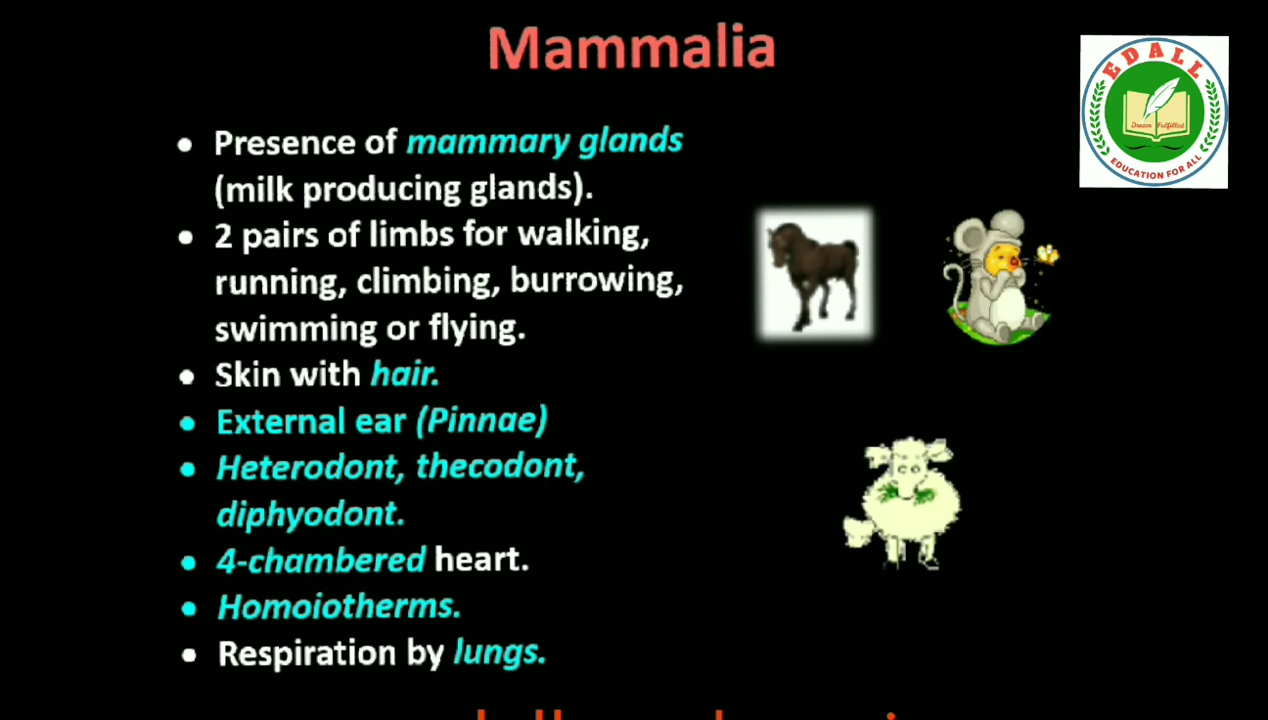 Mammalia
EDALL
Dream Fulfilled
EDUCATION FOR ALL
• Presence of mammary glands
(milk producing glands).
• 2 pairs of limbs for walking,
running, climbing, burrowing,
swimming or flying.
• Skin with hair.
• External ear (Pinnae)
• Heterodont, thecodont,
diphyodont.
• 4-chambered heart.
• Homoiotherms.
• Respiration by lungs.